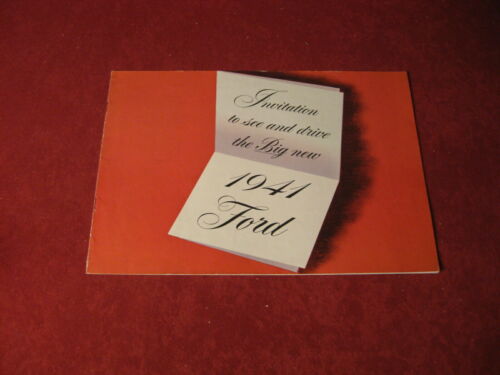 Invitation
to see and drive
the Big new
1941
Ford